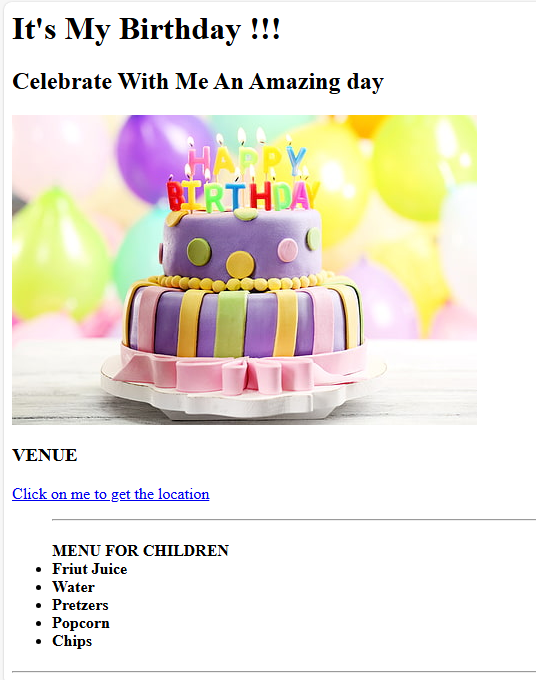 It's My Birthday !!!
Celebrate With Me An Amazing day
HAPPY
BIRTHDAY
VENUE
Click on me to get the location
MENU FOR CHILDREN
Friut Juice
Water
Pretzers
Popcorn
Chips